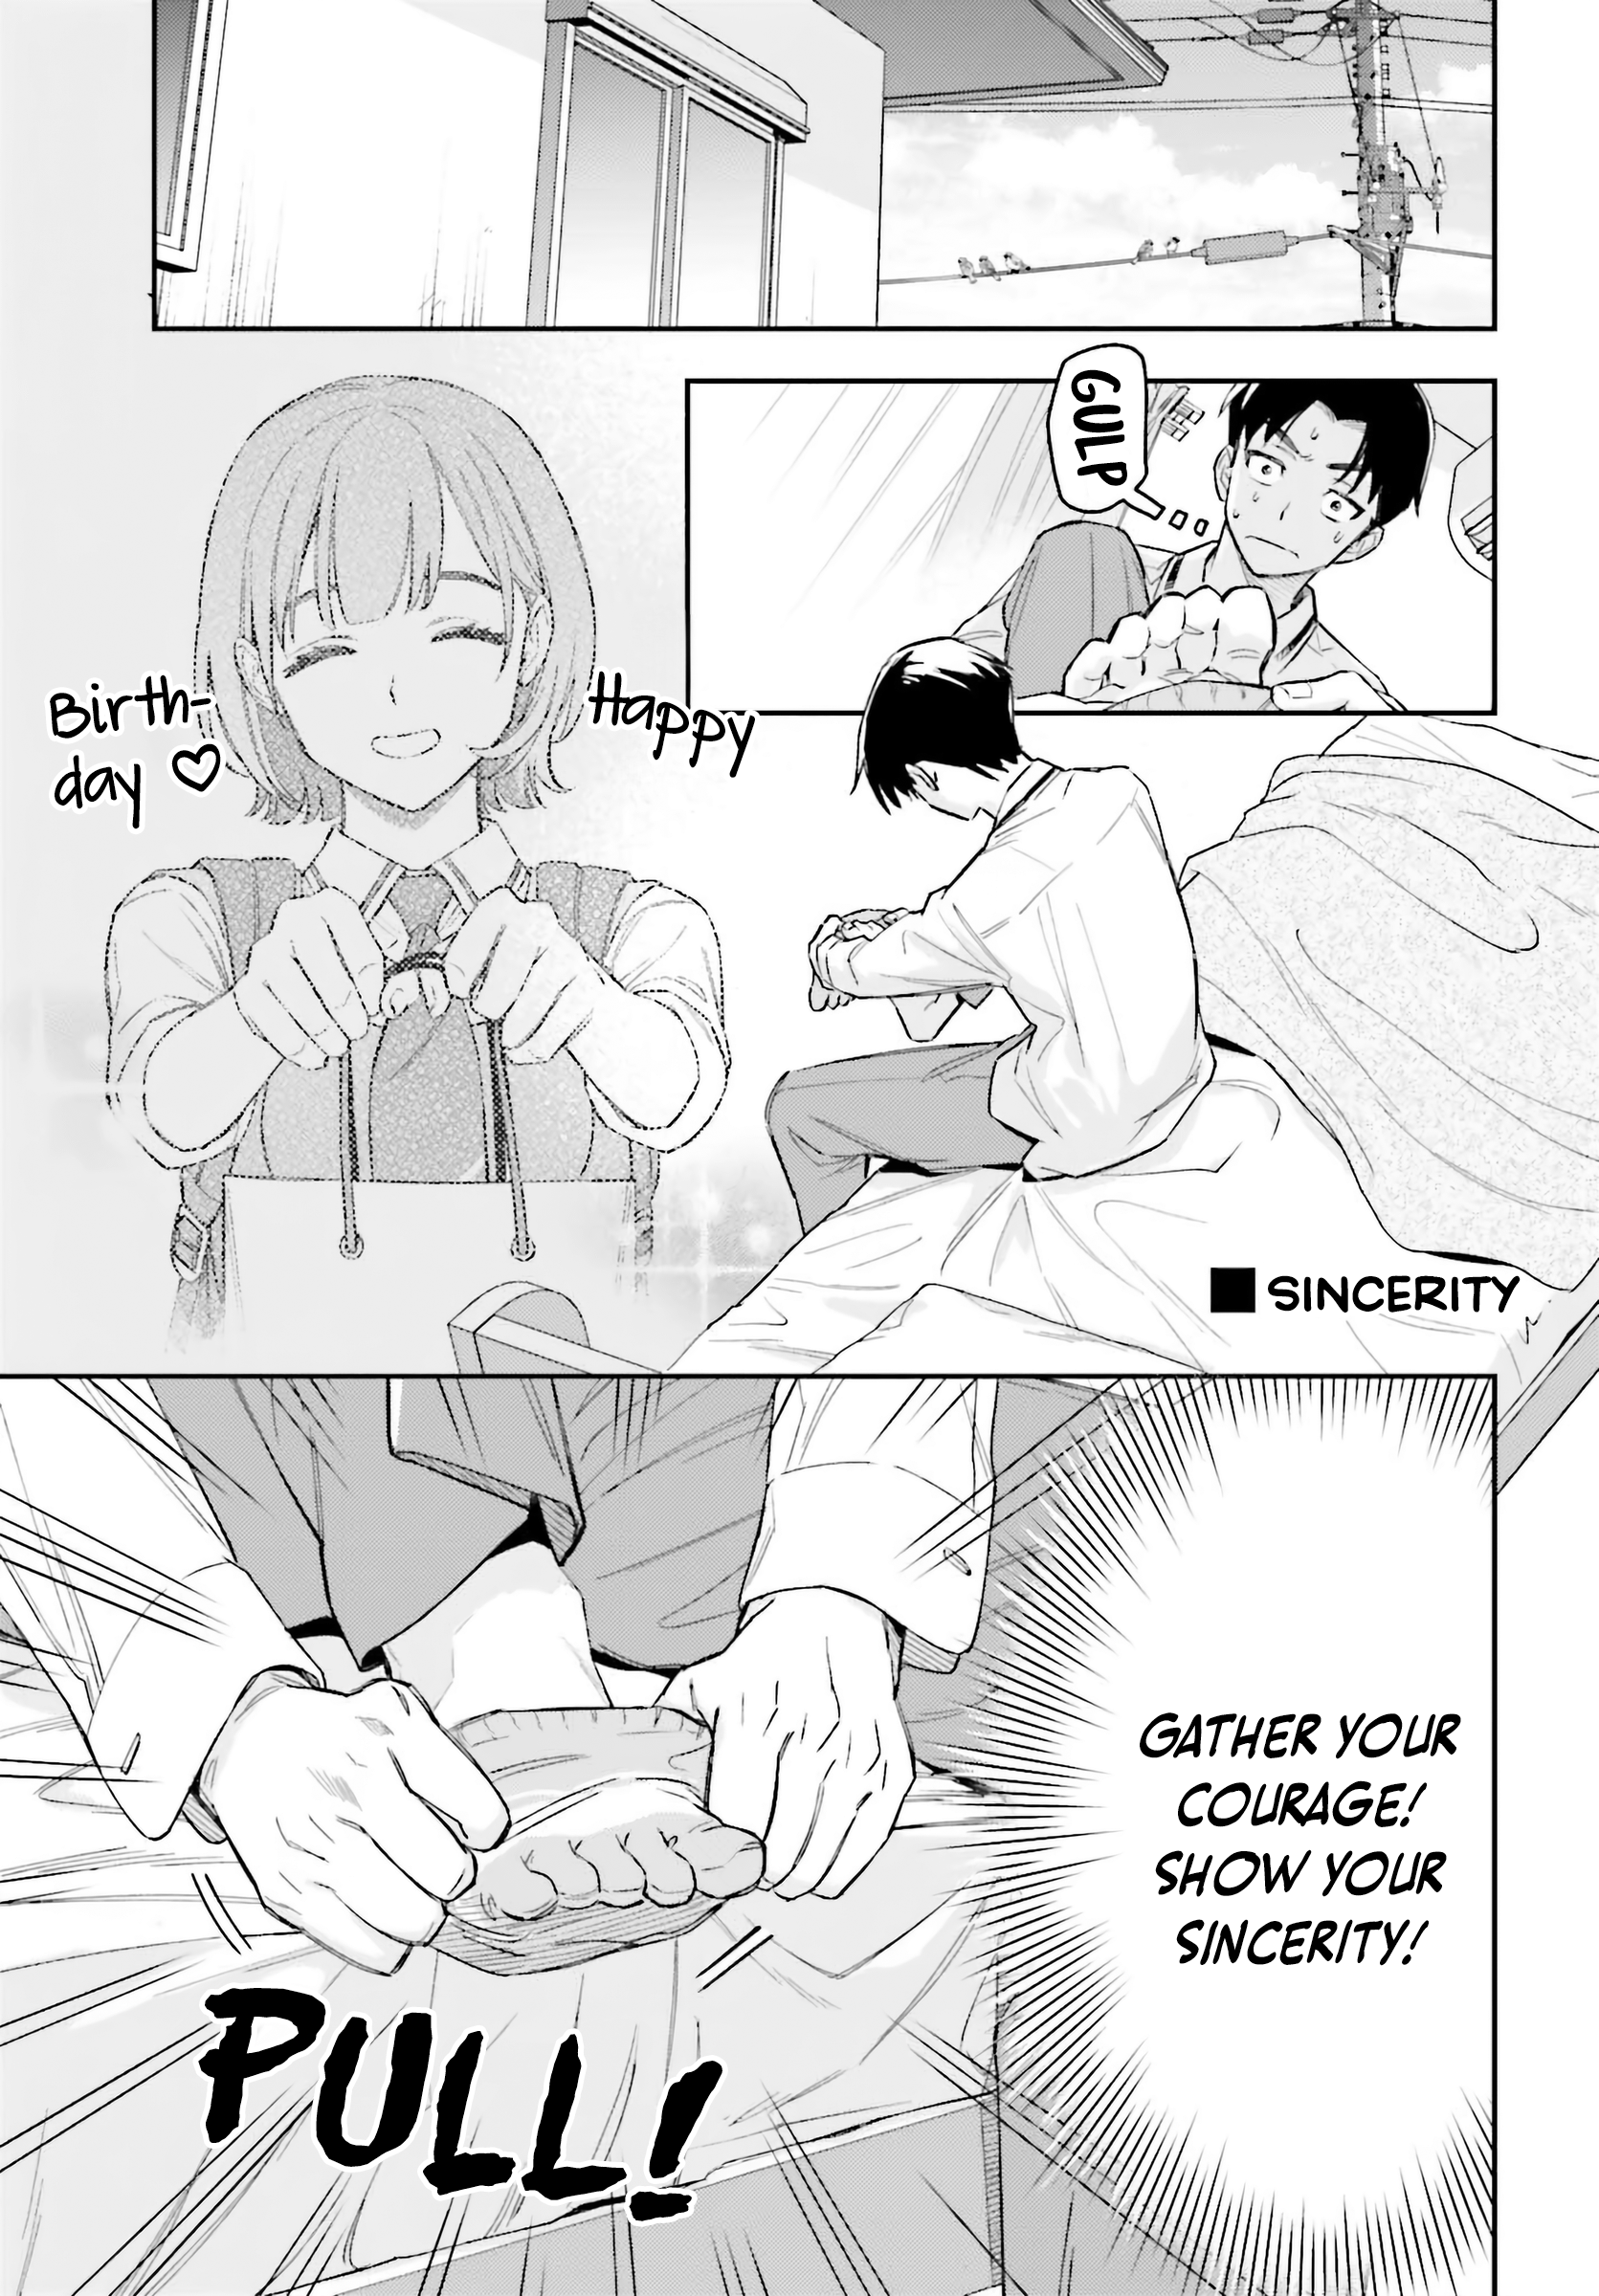 GULP
Happy
Birth-
day ♡
■ SINCERITY
GATHER YOUR
COURAGE!
SHOW YOUR
SINCERITY!
PULL!